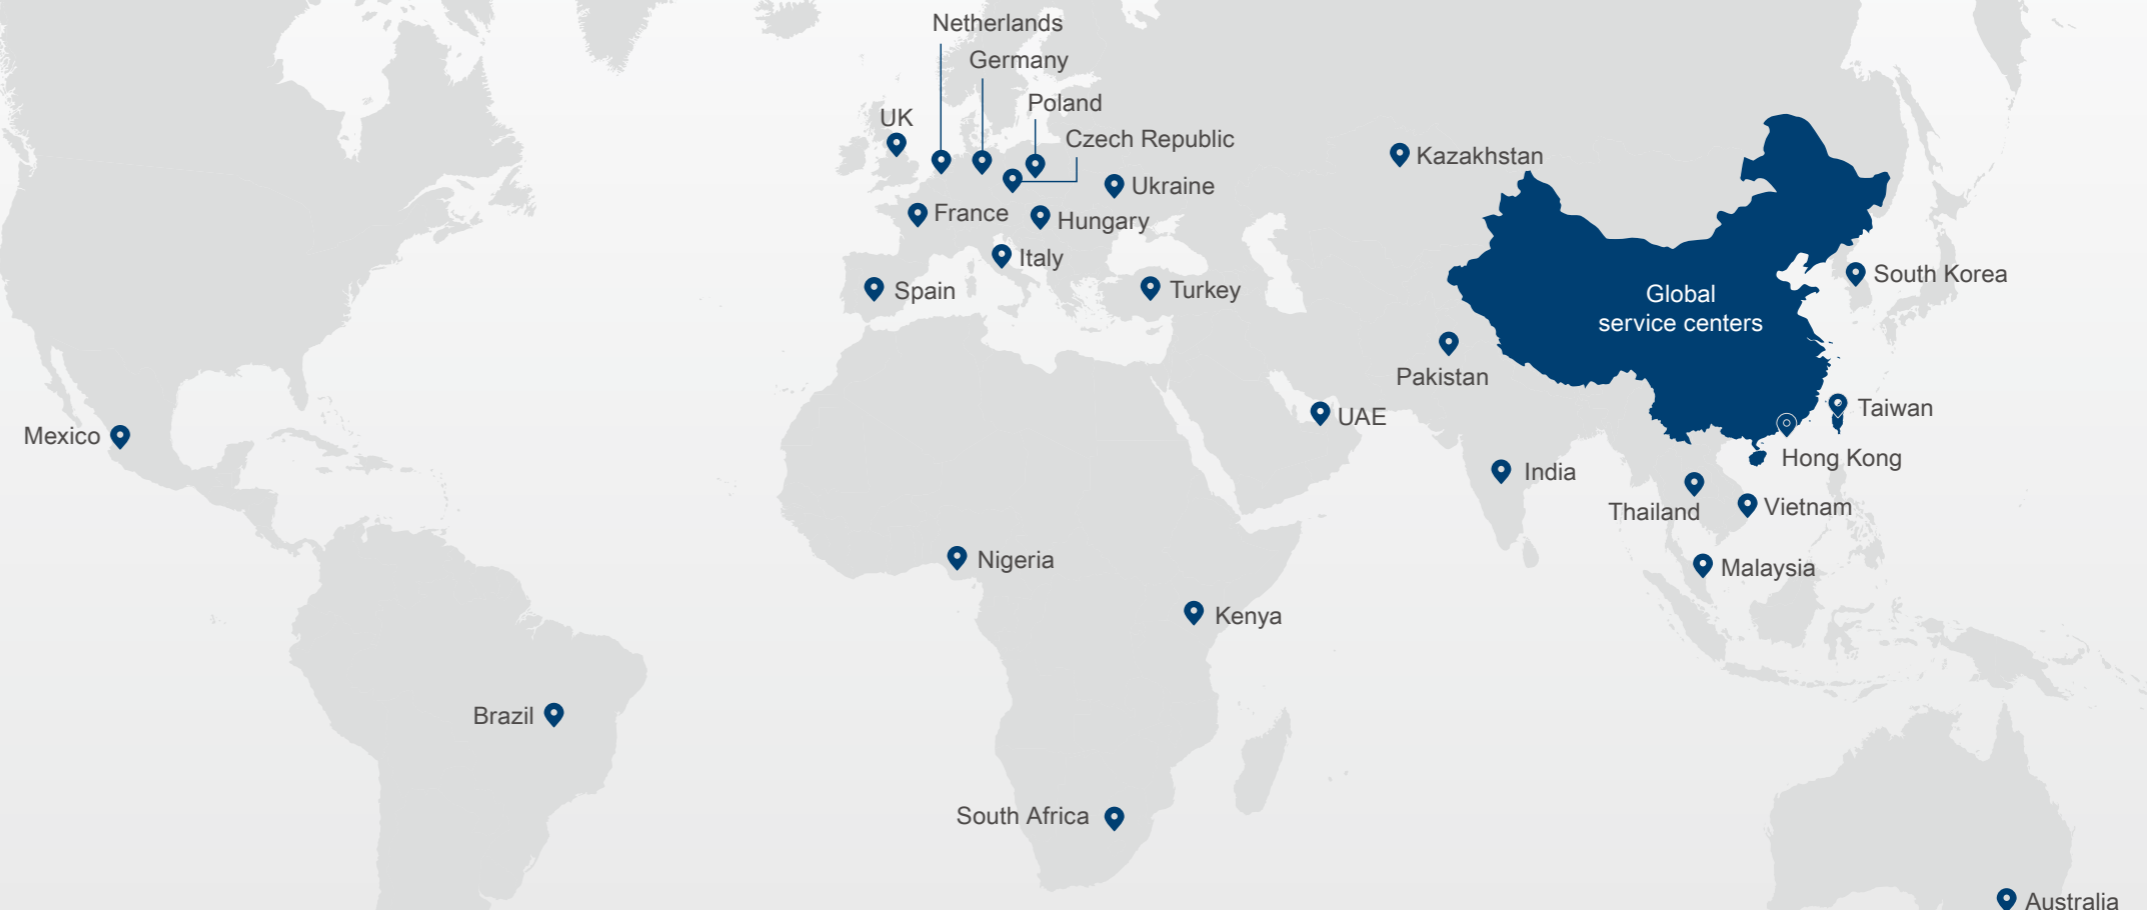 Netherlands
Germany
Poland
UK
Czech Republic
Kazakhstan
Ukraine
France
Hungary
Italy
South Korea
Spain
Turkey
Global
service centers
Pakistan
Taiwan
UAE
Mexico
Hong Kong
India
Vietnam
Thailand
Nigeria
Malaysia
Kenya
Brazil
South Africa
Australia